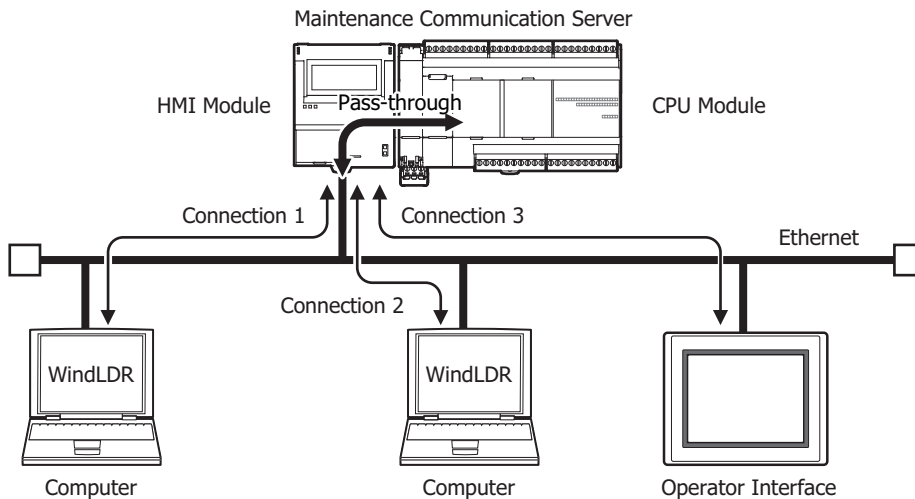 Maintenance Communication Server
HMI Module
Pass-through
CPU Module
Connection 1
Connection 3
Ethernet
Connection 2
WindLDR
WindLDR
Computer
Computer
Operator Interface